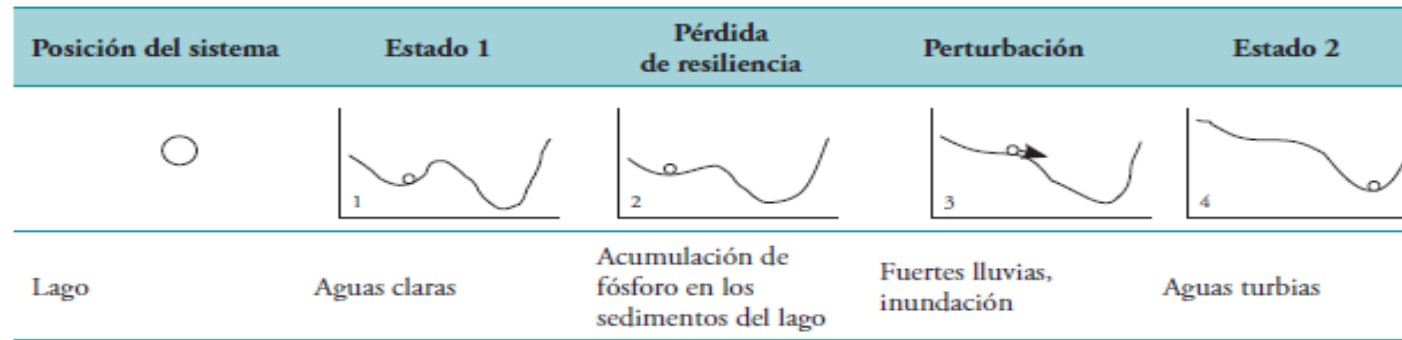 Posición del sistema
Estado 1
Pérdida
de resiliencia
Perturbación
Estado 2
1
2
3
4
Lago
Aguas claras
Acumulación de
fósforo en los
sedimentos del lago
Fuertes lluvias,
inundación
Aguas turbias